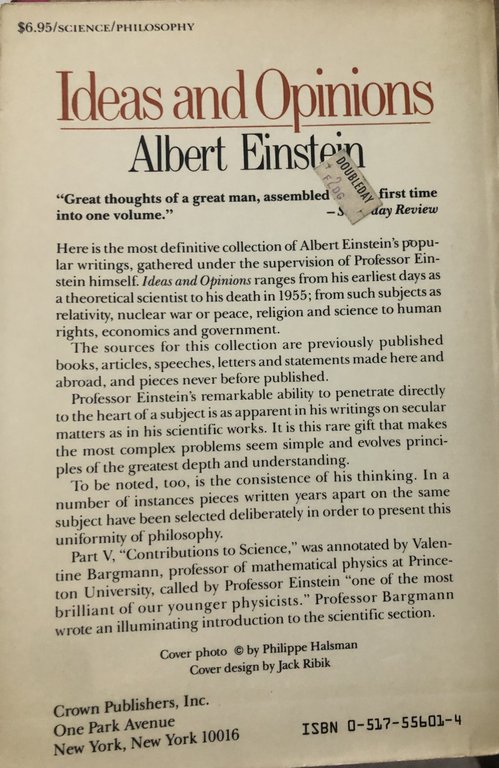 $6.95/SCIENCE/PHILOSOPHY
Ideas and Opinions
Albert Einstein
DOUBLEDAY
“Great thoughts of a great man, assembled first time
into one volume.”
day Review
Here is the most definitive collection of Albert Einstein’s popu-
lar writings, gathered under the supervision of Professor Ein-
stein himself. Ideas and Opinions ranges from his earliest days as
a theoretical scientist to his death in 1955; from such subjects as
relativity, nuclear war or peace, religion and science to human
rights, economics and government.
The sources for this collection are previously published
books, articles, speeches, letters and statements made here and
abroad, and pieces never before published.
Professor Einstein’s remarkable ability to penetrate directly
to the heart of a subject is as apparent in his writings on secular
matters as in his scientific works. It is this rare gift that makes
the most complex problems seem simple and evolves princi-
ples of the greatest depth and understanding.
To be noted, too, is the consistence of his thinking. In a
number of instances pieces written years apart on the same
subject have been selected deliberately in order to present this
uniformity of philosophy.
Part V, “Contributions to Science,” was annotated by Valen-
tine Bargmann, professor of mathematical physics at Prince-
ton University, called by Professor Einstein “one of the most
brilliant of our younger physicists.” Professor Bargmann
wrote an illuminating introduction to the scientific section.
Cover photo © by Philippe Halsman
Cover design by Jack Ribik
Crown Publishers, Inc.
One Park Avenue
New York, New York 10016
ISBN 0-517-55601-4